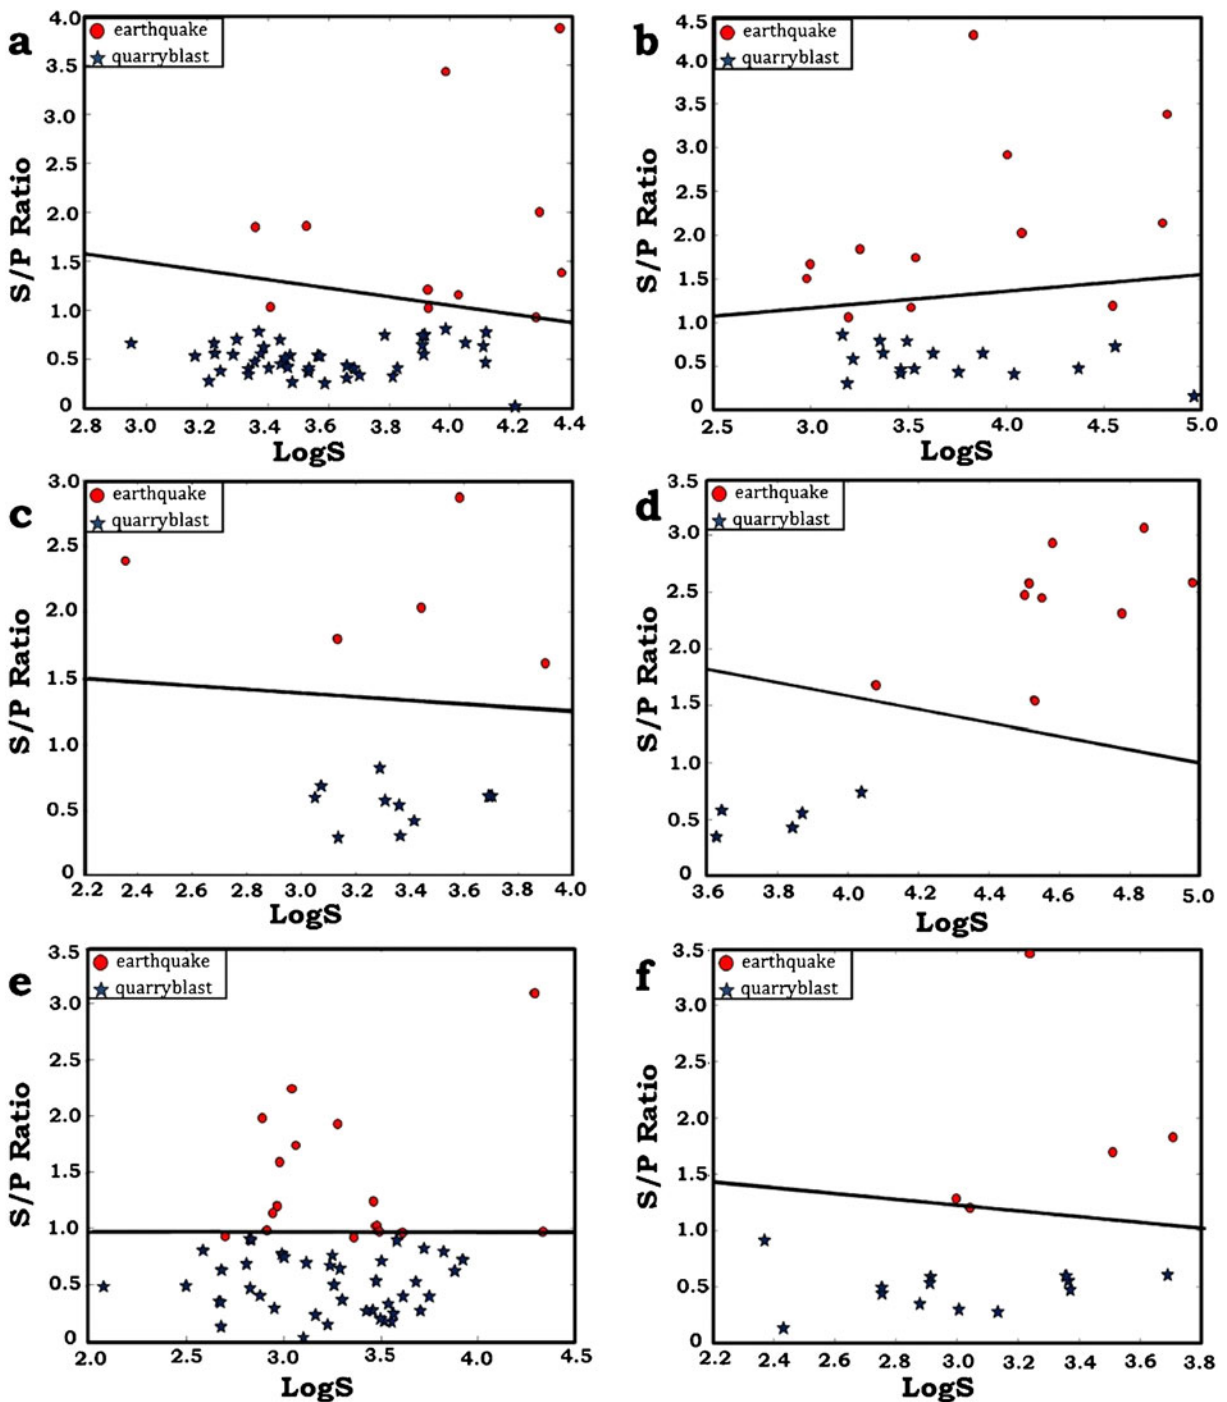 a
earthquake
quarryblast
4.0
3.5
3.0
2.5
2.0
1.5
1.0
0.5
0
S/P Ratio
2.8 3.0 3.2 3.4 3.6 3.8 4.0 4.2 4.4
LogS
b
earthquake
quarryblast
4.5
4.0
3.5
3.0
2.5
2.0
1.5
1.0
0.5
0
S/P Ratio
2.5 3.0 3.5 4.0 4.5 5.0
LogS
c
earthquake
quarryblast
3.0
2.5
2.0
1.5
1.0
0.5
0
S/P Ratio
2.2 2.4 2.6 2.8 3.0 3.2 3.4 3.6 3.8 4.0
LogS
d
earthquake
quarryblast
3.5
3.0
2.5
2.0
1.5
1.0
0.5
0
S/P Ratio
3.6 3.8 4.0 4.2 4.4 4.6 4.8 5.0
LogS
e
earthquake
quarryblast
3.5
3.0
2.5
2.0
1.5
1.0
0.5
0
S/P Ratio
2.0 2.5 3.0 3.5 4.0 4.5
LogS
f
earthquake
quarryblast
3.5
3.0
2.5
2.0
1.5
1.0
0.5
0
S/P Ratio
2.2 2.4 2.6 2.8 3.0 3.2 3.4 3.6 3.8
LogS